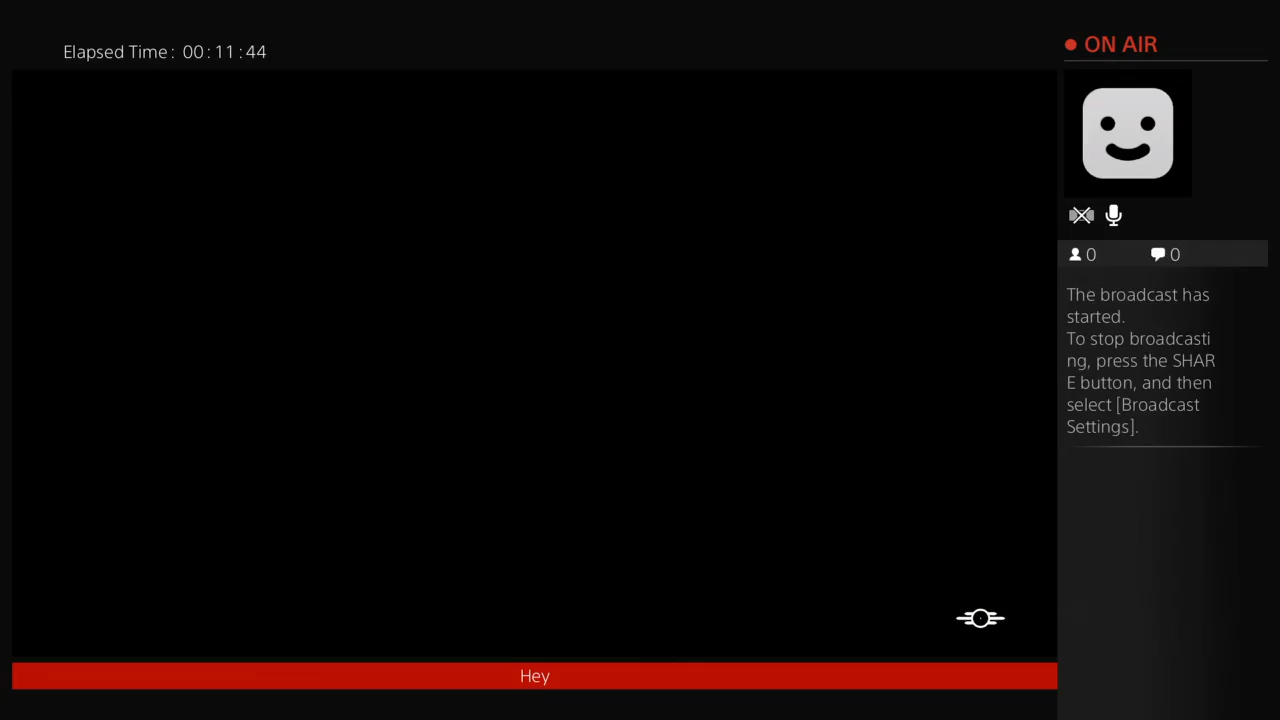 Elapsed Time: 00:11:44
ON AIR
0 0
The broadcast has
started.
To stop broadcasti
ng, press the SHAR
E button, and then
select [Broadcast
Settings].
Hey